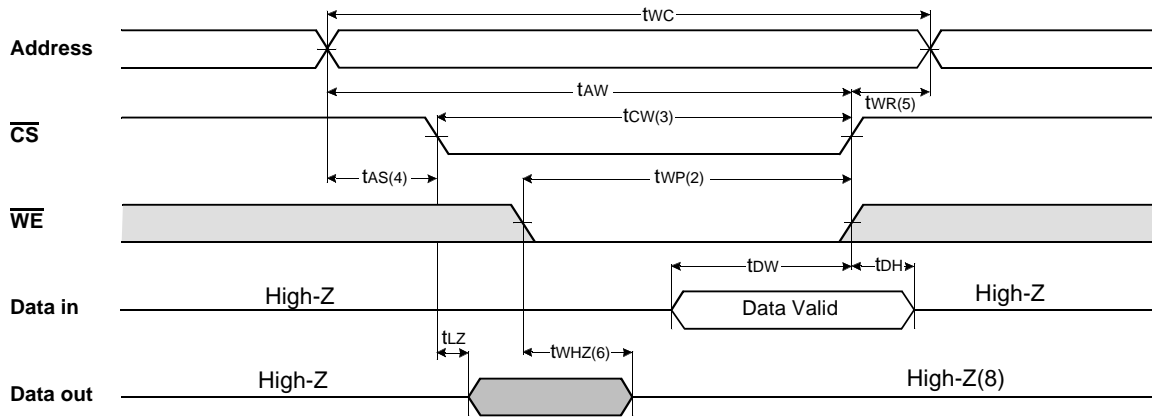 tWC
Address
tAW
tWR(5)
tCW(3)
CS
tAS(4)
tWP(2)
WE
tDW
tDH
High-Z
Data Valid
High-Z
Data in
tLZ
tWHZ(6)
High-Z
High-Z(8)
Data out